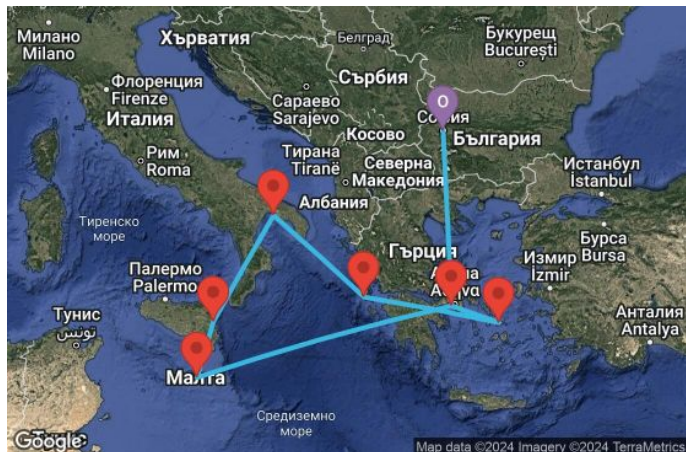 Милано
Milano
Хърватия
Белград
Букурещ
București
Флоренция
Firenze
Италия
Сараево
Sarajevo
Сърбия
О
София
България
Косово
Рим
Roma
Тирана
Tiranë
Северна
Македония
Истанбул
İstanbul
Албания
Тиренско
море
Гърция
Бурса
Bursa
Палермо
Palermo
Измир
İzmir
Αθήνα
Тунис
تونس
Анталия
Antalya
Малта
Средиземно
море
Google
Map data ©2024 Imagery ©2024 TerraMetrics